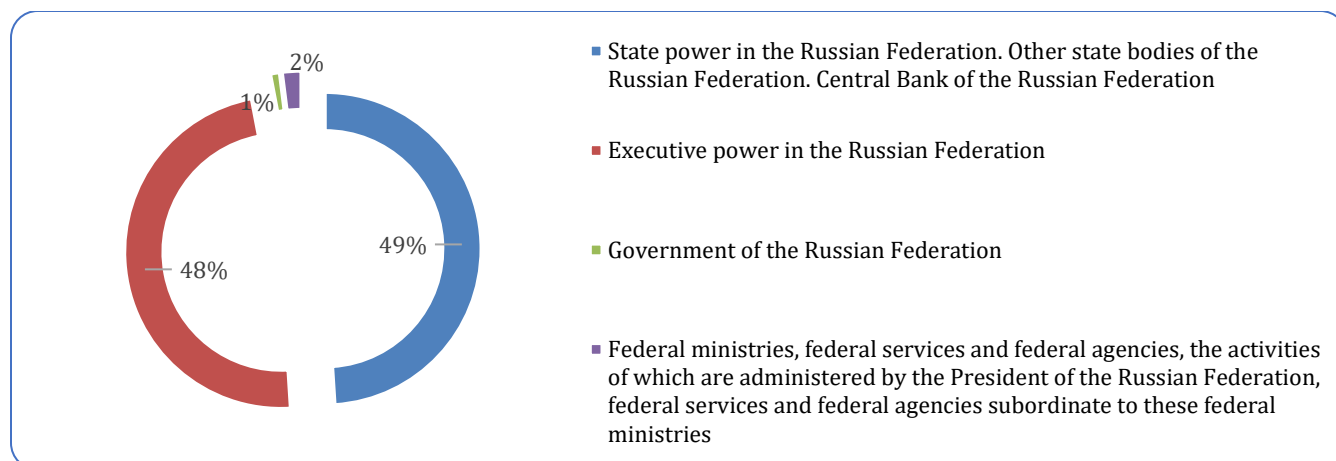 2%
1%
49%
48%
State power in the Russian Federation. Other state bodies of the
Russian Federation. Central Bank of the Russian Federation
Executive power in the Russian Federation
Government of the Russian Federation
Federal ministries, federal services and federal agencies, the activities
of which are administered by the President of the Russian Federation,
federal services and federal agencies subordinate to these federal
ministries